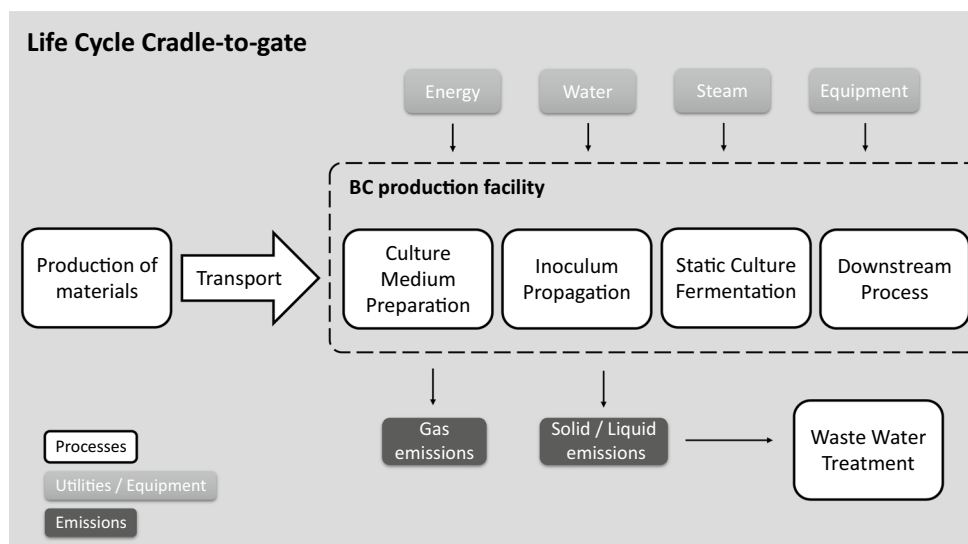 Life Cycle Cradle-to-gate
Energy
Water
Steam
Equipment
BC production facility
Production of
materials
Transport
Culture
Medium
Preparation
Inoculum
Propagation
Static Culture
Fermentation
Downstream
Process
Gas
emissions
Solid / Liquid
emissions
Waste Water
Treatment
Processes
Utilities / Equipment
Emissions